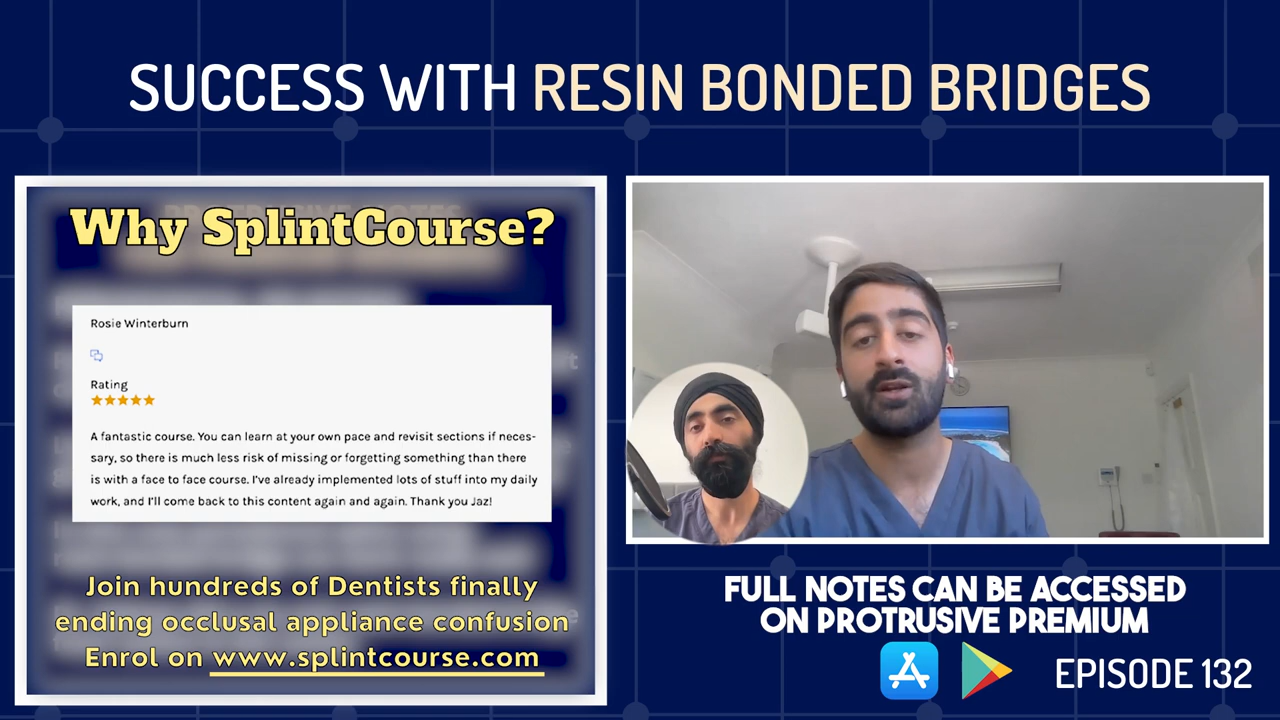 SUCCESS WITH RESIN BONDED BRIDGES
Why SplintCourse?
Rosie Winterburn
Rating
A fantastic course. You can learn at your own pace and revisit sections if neces-
sary, so there is much less risk of missing or forgetting something than there
is with a face to face course. I've already implemented lots of stuff into my daily
work, and I'll come back to this content again and again. Thank you Jaz!
Join hundreds of Dentists finally
ending occlusal appliance confusion
Enrol on www.splintcourse.com
FULL NOTES CAN BE ACCESSED
ON PROTRUSIVE PREMIUM
EPISODE 132